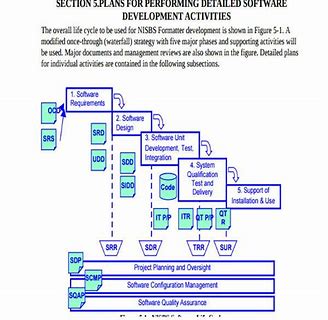 SECTION 5.PLANS FOR PERFORMING DETAILED SOFTWARE
DEVELOPMENT ACTIVITIES
The overall life cycle to be used for NISBS Formatter development is shown in Figure 5-1. A
modified once-through (waterfall) strategy with five major phases and supporting activities will
be used. Major documents and management reviews are also shown in the figure. Detailed plans
for individual activities are contained in the following subsections.
1. Software
Requirements
OCD
SRS
2. Software
Design
SRD
UDD
3. Software Unit
Development, Test,
Integration
SDD
SIDD
4. System
Qualification
Test and
Delivery
Code
5. Support of
Installation & Use
IT P/P
ITR
QT P/P
QT
R
SRR
SDR
TRR
SUR
SDP
Project Planning and Oversight
SCMP
Software Configuration Management
SQAP
Software Quality Assurance